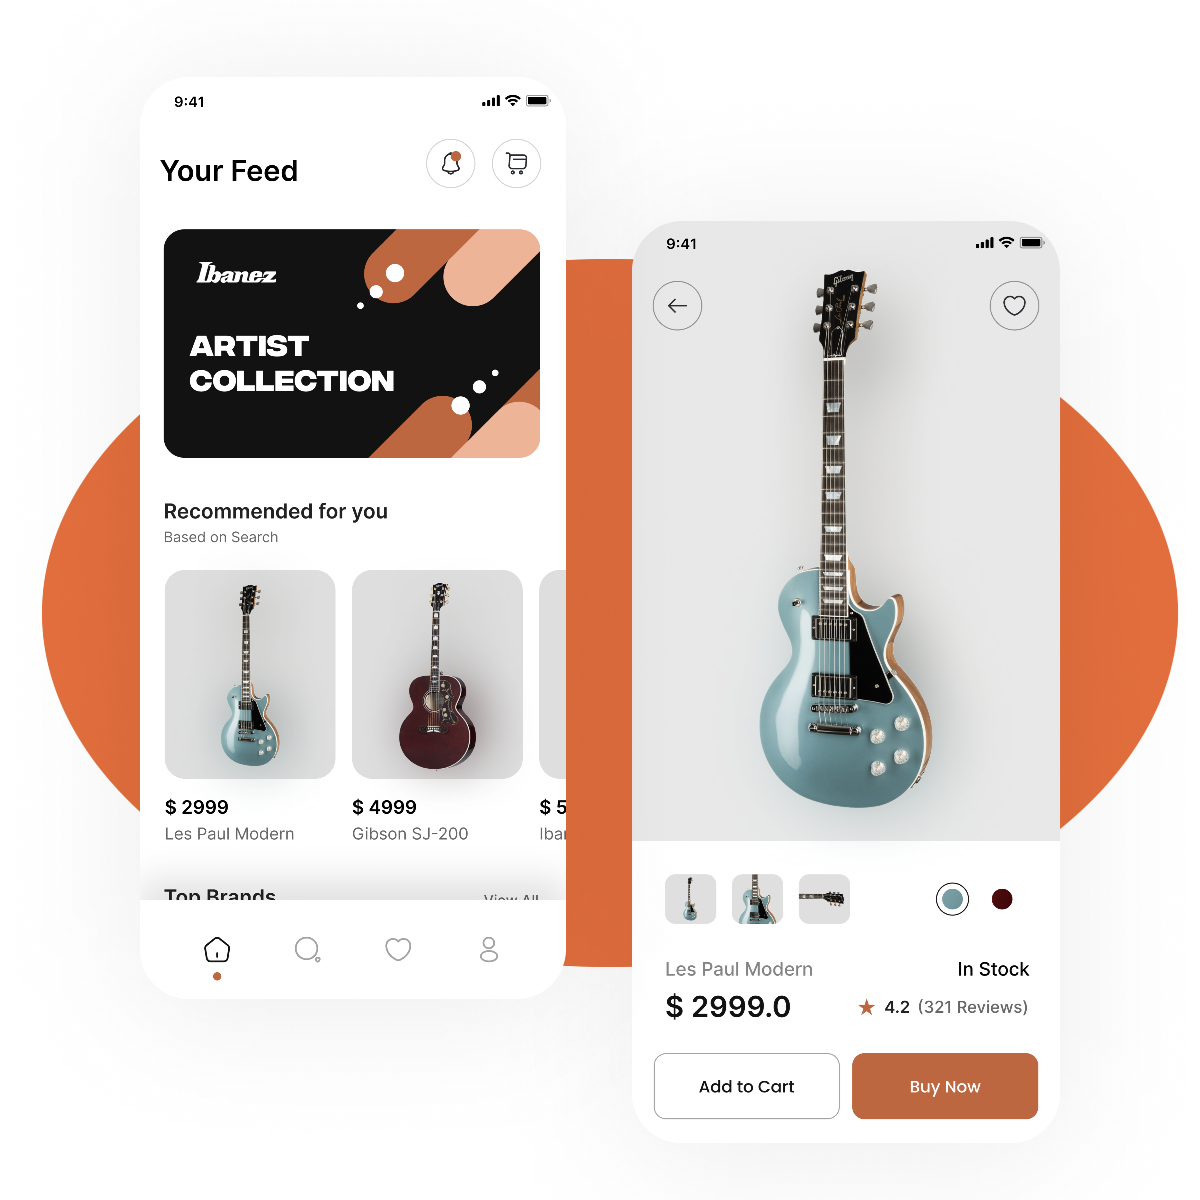 9:41
Your Feed
Ibanez
ARTIST
COLLECTION
Recommended for you
Based on Search
$ 2999
Les Paul Modern
$ 4999
Gibson SJ-200
$ 5
Iba
Top Brands
View All
9:41
Gibson
Les Paul Modern
In Stock
$ 2999.0
4.2 (321 Reviews)
Add to Cart
Buy Now